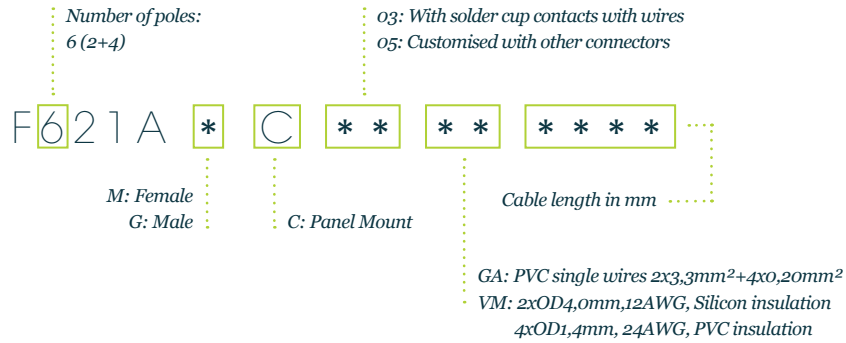 Number of poles:
6 (2+4)
03: With solder cup contacts with wires
05: Customised with other connectors
F621A * C ** ** ****
M: Female
G: Male
C: Panel Mount
Cable length in mm
GA: PVC single wires 2x3,3mm²+4x0,20mm²
VM: 2xOD4,0mm,12AWG, Silicon insulation
4xOD1,4mm, 24AWG, PVC insulation